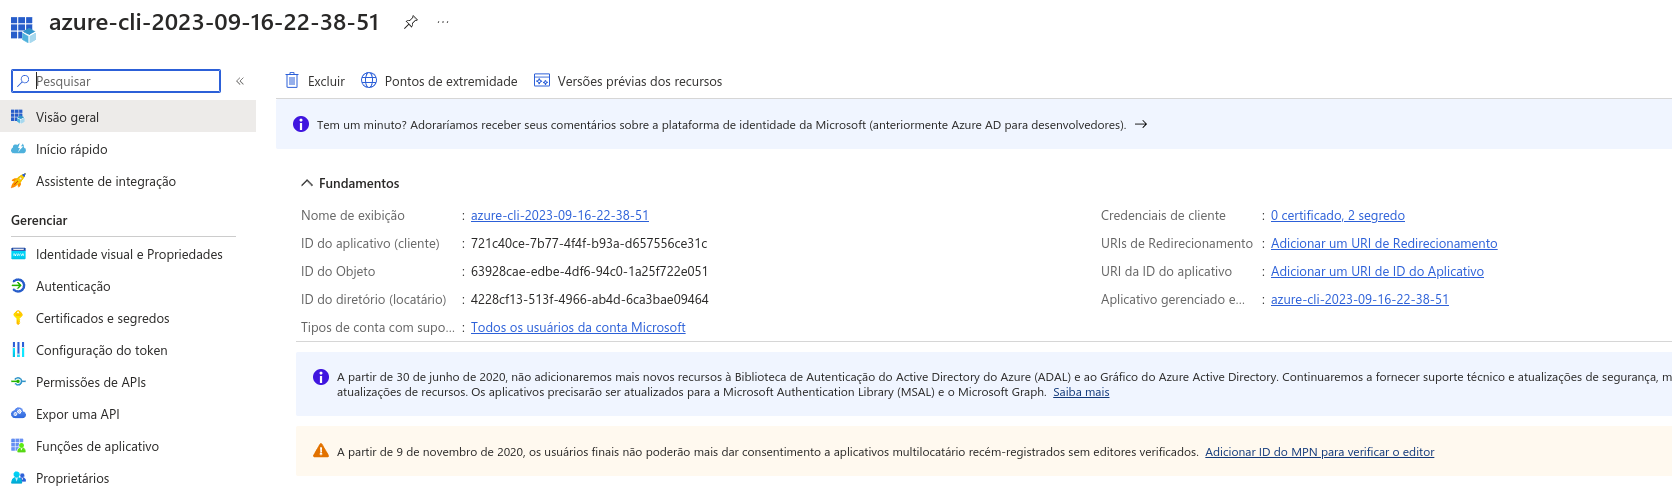 azure-cli-2023-09-16-22-38-51
Pesquisar
Visão geral
Início rápido
Assistente de integração
Gerenciar
Identidade visual e Propriedades
Autenticação
Certificados e segredos
Configuração do token
Permissões de APIs
Expor uma API
Funções de aplicativo
Proprietários
Excluir Pontos de extremidade Versões prévias dos recursos
Tem um minuto? Adoraríamos receber seus comentários sobre a plataforma de identidade da Microsoft (anteriormente Azure AD para desenvolvedores). →
Fundamentos
Nome de exibição : azure-cli-2023-09-16-22-38-51
ID do aplicativo (cliente) : 721c40ce-7b77-4f4f-b93a-d657556ce31c
ID do Objeto : 63928cae-edbe-4df6-94c0-1a25f722e051
ID do diretório (locatário) : 4228cf13-513f-4966-ab4d-6ca3bae09464
Tipos de conta com supo... : Todos os usuários da conta Microsoft
Credenciais de cliente : 0 certificado, 2 segredo
URIs de Redirecionamento : Adicionar um URI de Redirecionamento
URI da ID do aplicativo : Adicionar um URI de ID do Aplicativo
Aplicativo gerenciado e... : azure-cli-2023-09-16-22-38-51
A partir de 30 de junho de 2020, não adicionaremos mais novos recursos à Biblioteca de Autenticação do Active Directory do Azure (ADAL) e ao Gráfico do Azure Active Directory. Continuaremos a fornecer suporte técnico e atualizações de segurança, m
atualizações de recursos. Os aplicativos precisarão ser atualizados para a Microsoft Authentication Library (MSAL) e o Microsoft Graph. Saiba mais
A partir de 9 de novembro de 2020, os usuários finais não poderão mais dar consentimento a aplicativos multilocatário recém-registrados sem editores verificados. Adicionar ID do MPN para verificar o editor